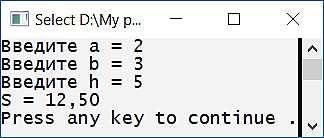 Select D:\My p...
Введите a = 2
Введите b = 3
Введите h = 5
S = 12,50
Press any key to continue .